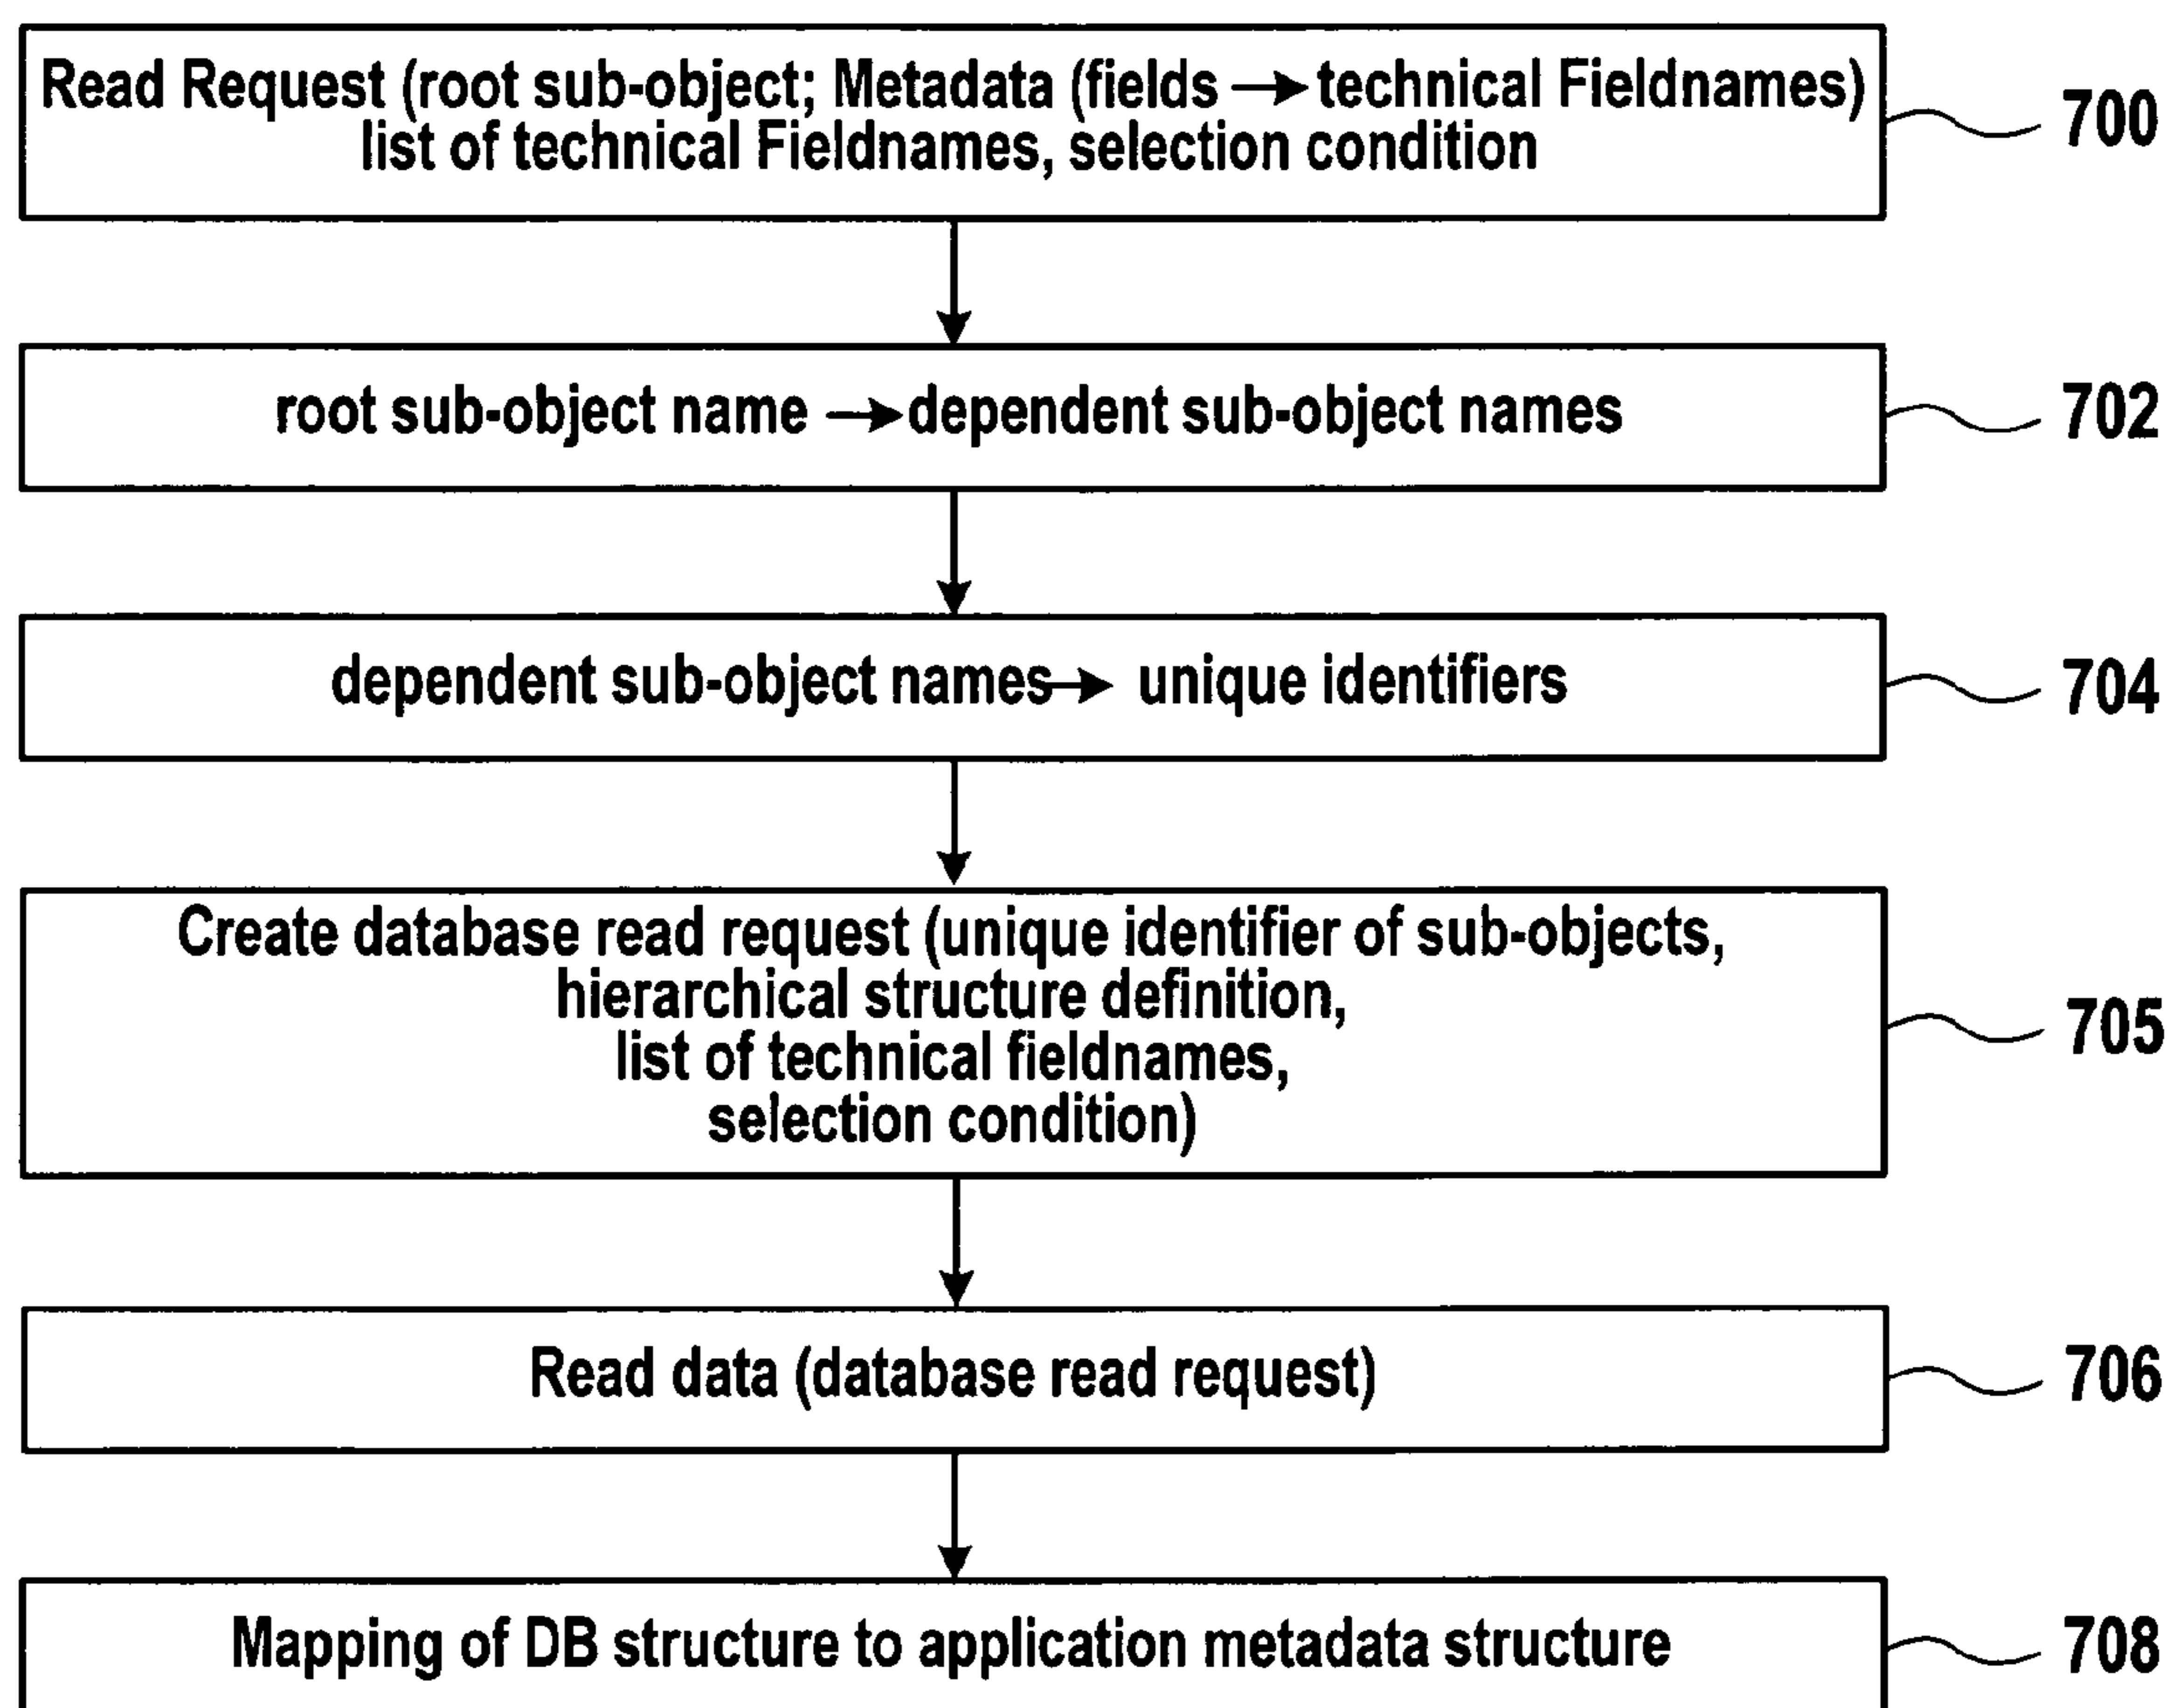 Read Request (root sub-object; Metadata (fields → technical Fieldnames)
list of technical Fieldnames, selection condition
700
root sub-object name → dependent sub-object names
702
dependent sub-object names → unique identifiers
704
Create database read request (unique identifier of sub-objects,
hierarchical structure definition,
list of technical fieldnames,
selection condition)
705
Read data (database read request)
706
Mapping of DB structure to application metadata structure
708